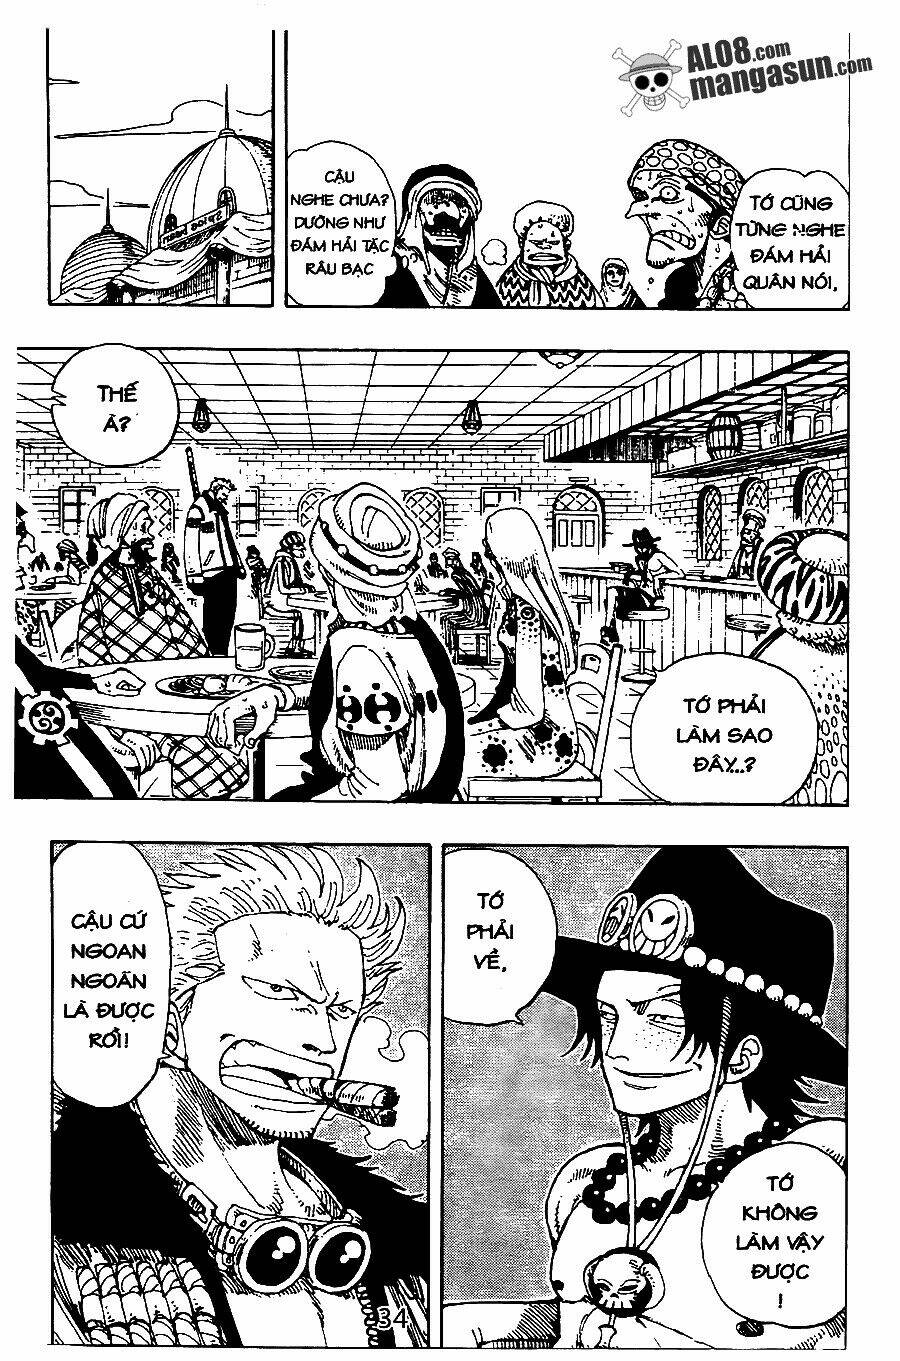 AL08.com
mangasun.com
TỚ CŨNG
TỪNG NGHE
ĐÁM HẢI
QUÂN NÓI,
CẬU
NGHE CHƯA?
DƯỜNG NHƯ
ĐÁM HẢI TẶC
RÂU BẠC
THẾ
À?
TỚ PHẢI
LÀM SAO
ĐÂY...?
TỚ
PHẢI
VỀ,
TỚ
KHÔNG
LÀM VẬY
ĐƯỢC
!
CẬU CỨ
NGOAN
NGOÃN
LÀ ĐƯỢC
RỒI!
34